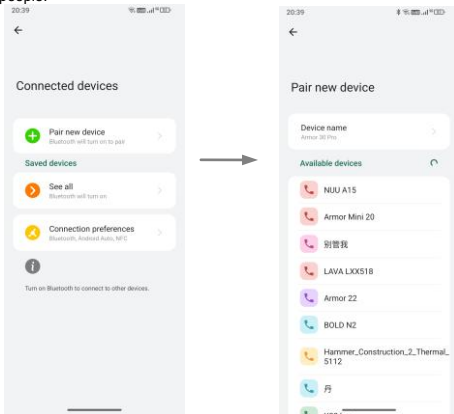 people.
20:39
Connected devices
Pair new device
Bluetooth will turn on to pair
Saved devices
See all
Bluetooth will turn on
Connection preferences
Bluetooth, Android Auto, NFC
Turn on Bluetooth to connect to other devices.
20:39
Pair new device
Device name
Armor 30 Pro
Available devices
NUU A15
Armor Mini 20
别管我
LAVA LXX518
Armor 22
BOLD N2
Hammer_Construction_2_Thermal_
5112
丹